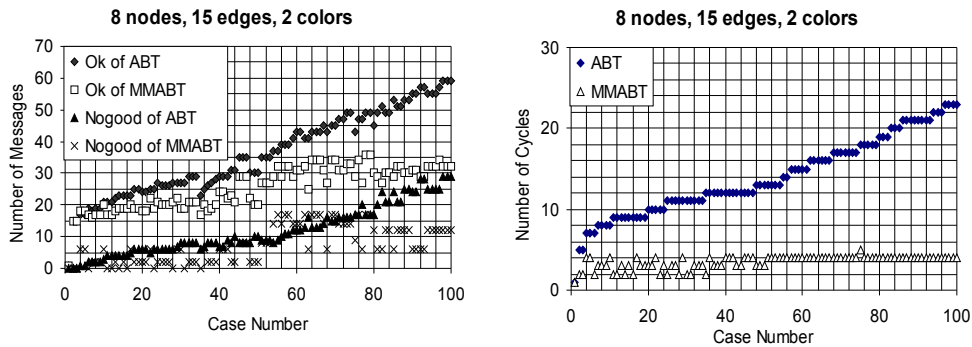 8 nodes, 15 edges, 2 colors
70
60
50
40
30
20
10
0
Number of Messages
Ok of ABT
Ok of MMABT
Nogood of ABT
Nogood of MMABT
0 20 40 60 80 100
Case Number
8 nodes, 15 edges, 2 colors
30
20
10
0
Number of Cycles
ABT
MMABT
0 20 40 60 80 100
Case Number